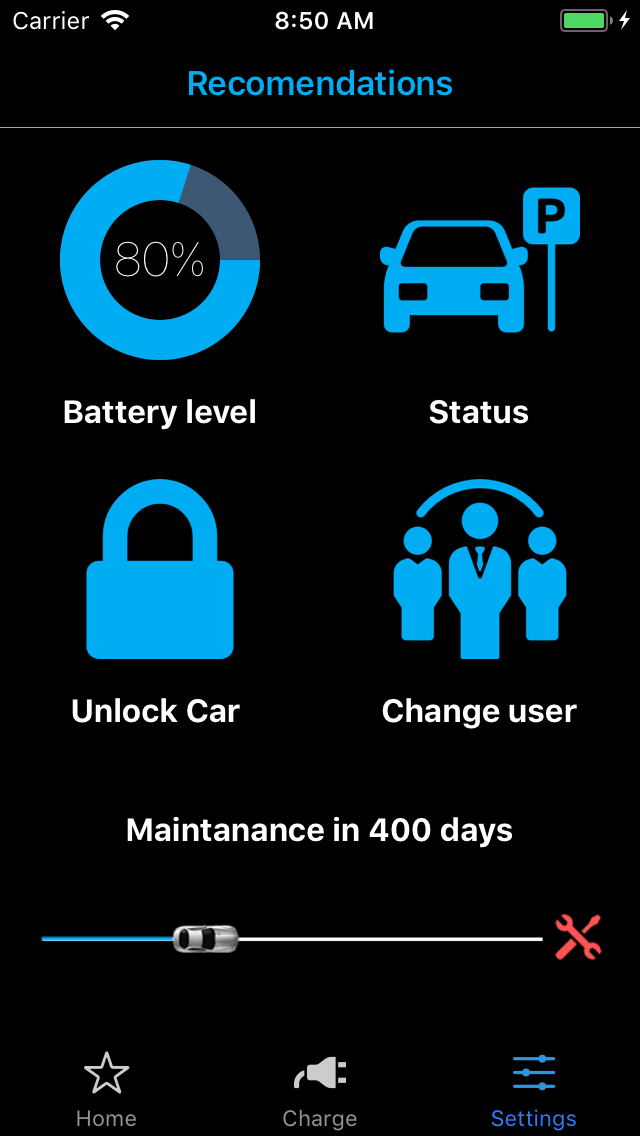 Carrier 8:50 AM
Recomendations
80%
P
Battery level Status
Unlock Car Change user
Maintanance in 400 days
Home Charge Settings